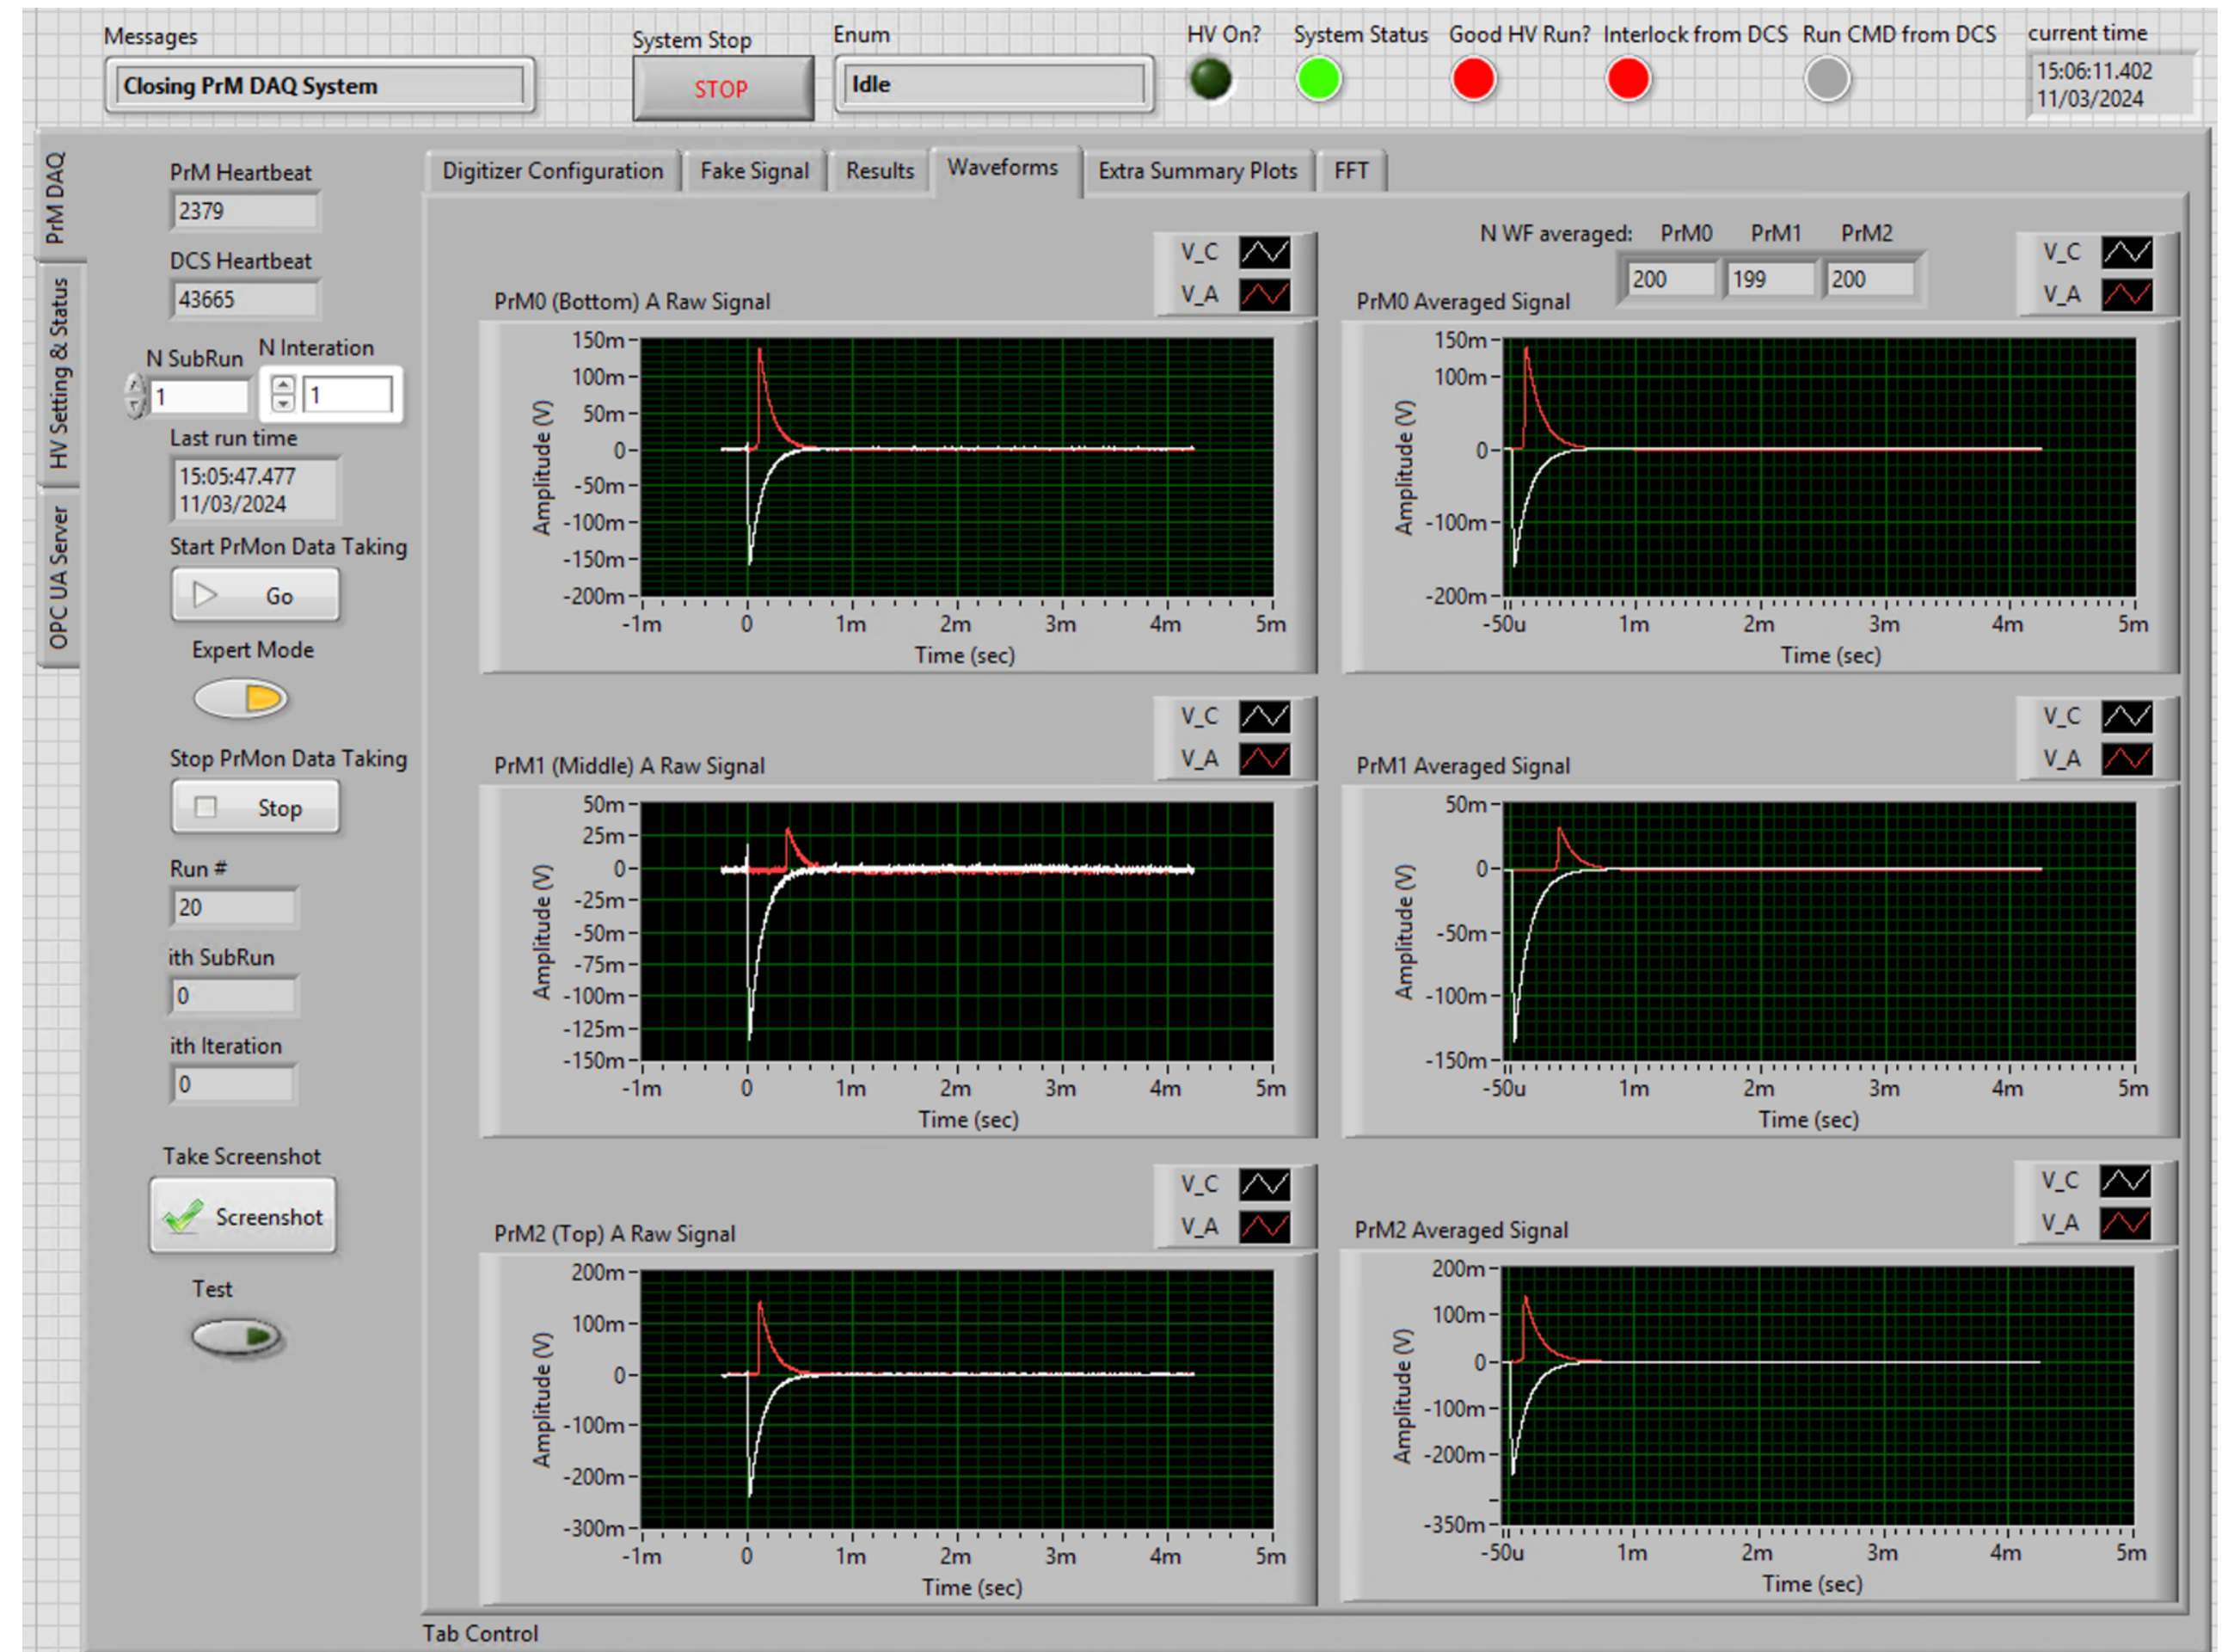 Messages
Closing PrM DAQ System
System Stop
STOP
Enum
Idle
HV On?
System Status
Good HV Run?
Interlock from DCS
Run CMD from DCS
current time
15:06:11.402
11/03/2024
PrM DAQ
HV Setting & Status
OPC UA Server
PrM Heartbeat
2379
DCS Heartbeat
43665
N SubRun
1
N Interation
1
Last run time
15:05:47.477
11/03/2024
Start PrMon Data Taking
Go
Expert Mode
Stop PrMon Data Taking
Stop
Run #
20
ith SubRun
0
ith Iteration
0
Take Screenshot
Screenshot
Test
Digitizer Configuration
Fake Signal
Results
Waveforms
Extra Summary Plots
FFT
N WF averaged: PrM0 PrM1 PrM2
200 199 200
PrM0 (Bottom) A Raw Signal
V_C
V_A
Amplitude (V)
150m
100m
50m
0
-50m
-100m
-150m
-200m
-1m 0 1m 2m 3m 4m 5m
Time (sec)
PrM0 Averaged Signal
V_C
V_A
Amplitude (V)
150m
100m
0
-100m
-200m
-50u 1m 2m 3m 4m 5m
Time (sec)
PrM1 (Middle) A Raw Signal
V_C
V_A
Amplitude (V)
50m
25m
0
-25m
-50m
-75m
-100m
-125m
-150m
-1m 0 1m 2m 3m 4m 5m
Time (sec)
PrM1 Averaged Signal
V_C
V_A
Amplitude (V)
50m
0
-50m
-100m
-150m
-50u 1m 2m 3m 4m 5m
Time (sec)
PrM2 (Top) A Raw Signal
V_C
V_A
Amplitude (V)
200m
100m
0
-100m
-200m
-300m
-1m 0 1m 2m 3m 4m 5m
Time (sec)
PrM2 Averaged Signal
V_C
V_A
Amplitude (V)
200m
100m
0
-100m
-200m
-350m
-50u 1m 2m 3m 4m 5m
Time (sec)
Tab Control